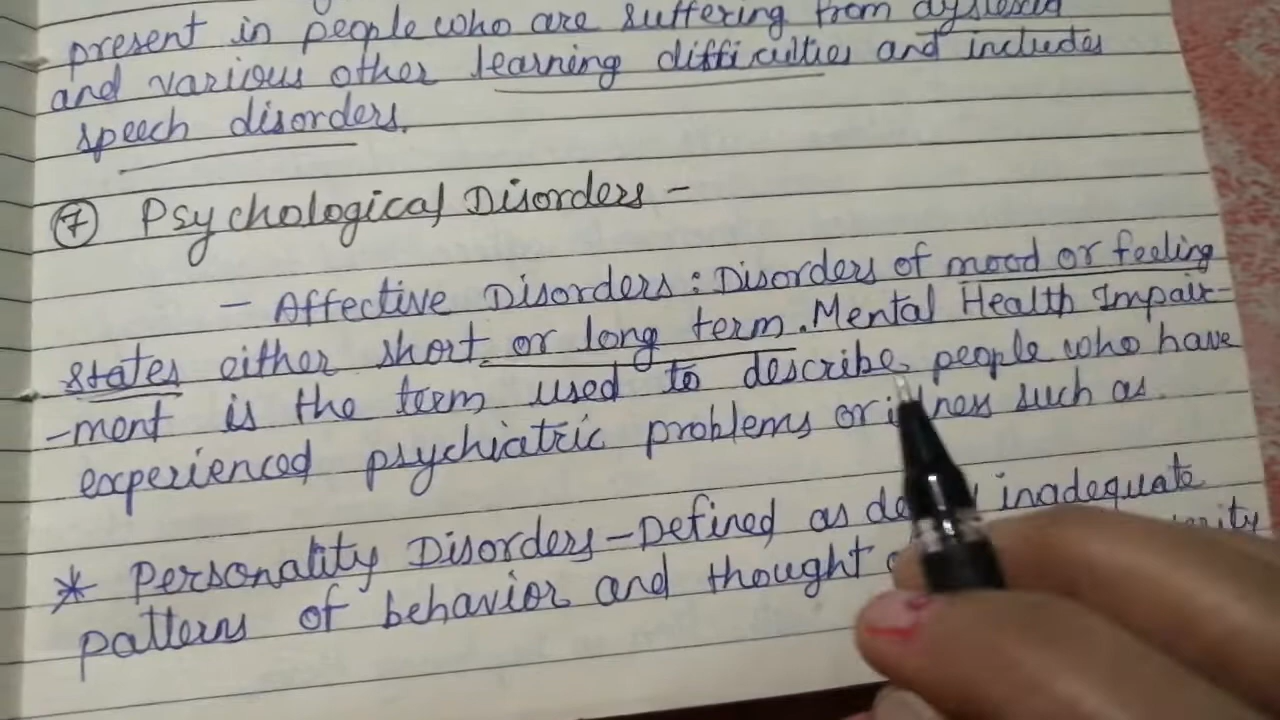 present in people who are suffering from dyslexia
and various other learning difficulties and includes
speech disorders.
7 Psychological Disorders -
- Affective Disorders : Disorders of mood or feeling
states either short or long term. Mental Health Impair-
-ment is the term used to describe people who have
experienced psychiatric problems or illness such as
* Personality Disorders - Defined as inadequate
pattern of behavior and thought